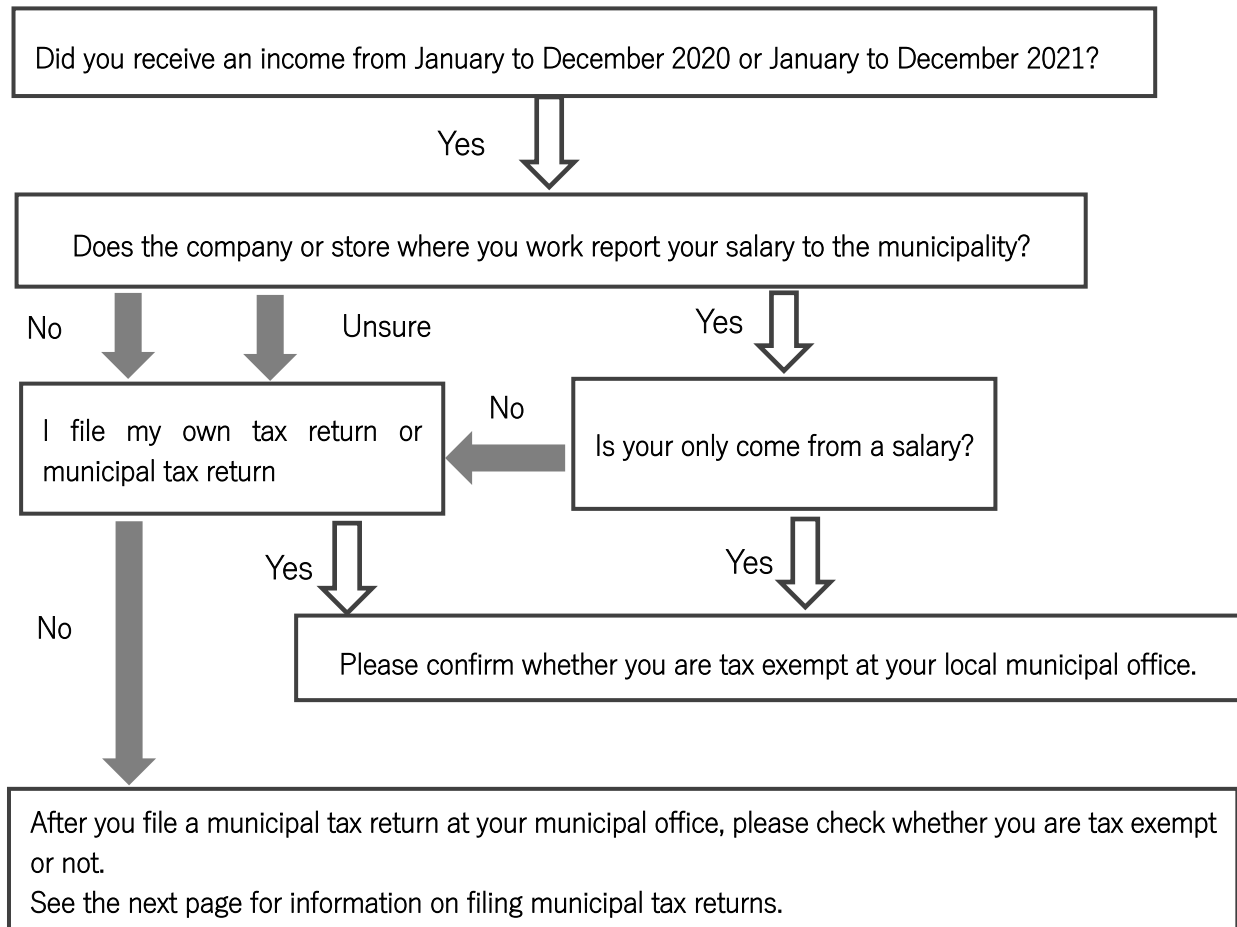 Did you receive an income from January to December 2020 or January to December 2021?
Yes
Does the company or store where you work report your salary to the municipality?
No
Unsure
Yes
I file my own tax return or
municipal tax return
No
Is your only come from a salary?
Yes
Yes
No
Please confirm whether you are tax exempt at your local municipal office.
After you file a municipal tax return at your municipal office, please check whether you are tax exempt
or not.
See the next page for information on filing municipal tax returns.